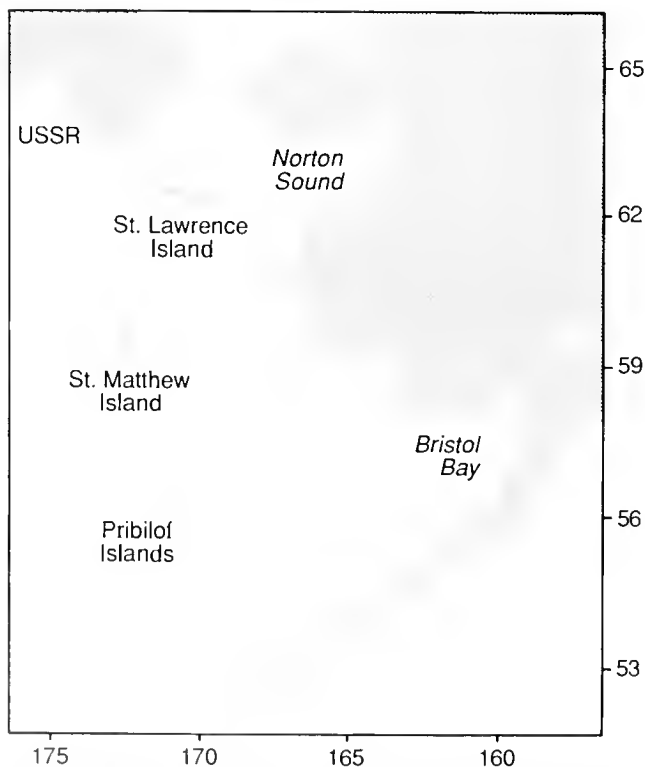 65
USSR
Norton
Sound
62
St. Lawrence
Island
59
St. Matthew
Island
Bristol
Bay
56
Pribilof
Islands
53
175 170 165 160